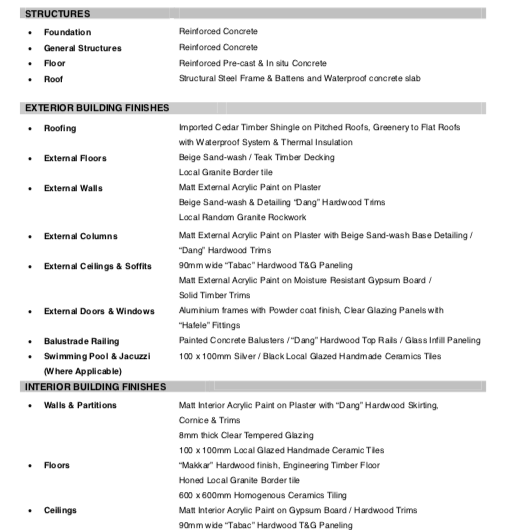 STRUCTURES
• Foundation Reinforced Concrete
• General Structures Reinforced Concrete
• Floor Reinforced Pre-cast & In situ Concrete
• Roof Structural Steel Frame & Battens and Waterproof concrete slab
EXTERIOR BUILDING FINISHES
• Roofing Imported Cedar Timber Shingle on Pitched Roofs, Greenery to Flat Roofs
with Waterproof System & Thermal Insulation
• External Floors Beige Sand-wash / Teak Timber Decking
Local Granite Border tile
• External Walls Matt External Acrylic Paint on Plaster
Beige Sand-wash & Detailing “Dang” Hardwood Trims
Local Random Granite Rockwork
• External Columns Matt External Acrylic Paint on Plaster with Beige Sand-wash Base Detailing /
“Dang” Hardwood Trims
• External Ceilings & Soffits 90mm wide “Tabac” Hardwood T&G Paneling
Matt External Acrylic Paint on Moisture Resistant Gypsum Board /
Solid Timber Trims
• External Doors & Windows Aluminium frames with Powder coat finish, Clear Glazing Panels with
“Hafele” Fittings
• Balustrade Railing Painted Concrete Balusters / “Dang” Hardwood Top Rails / Glass Infill Paneling
• Swimming Pool & Jacuzzi 100 x 100mm Silver / Black Local Glazed Handmade Ceramics Tiles
(Where Applicable)
INTERIOR BUILDING FINISHES
• Walls & Partitions Matt Interior Acrylic Paint on Plaster with “Dang” Hardwood Skirting,
Cornice & Trims
8mm thick Clear Tempered Glazing
100 x 100mm Local Glazed Handmade Ceramic Tiles
• Floors “Makkar” Hardwood finish, Engineering Timber Floor
Honed Local Granite Border tile
600 x 600mm Homogenous Ceramics Tiling
• Ceilings Matt Interior Acrylic Paint on Gypsum Board / Hardwood Trims
90mm wide “Tabac” Hardwood T&G Paneling